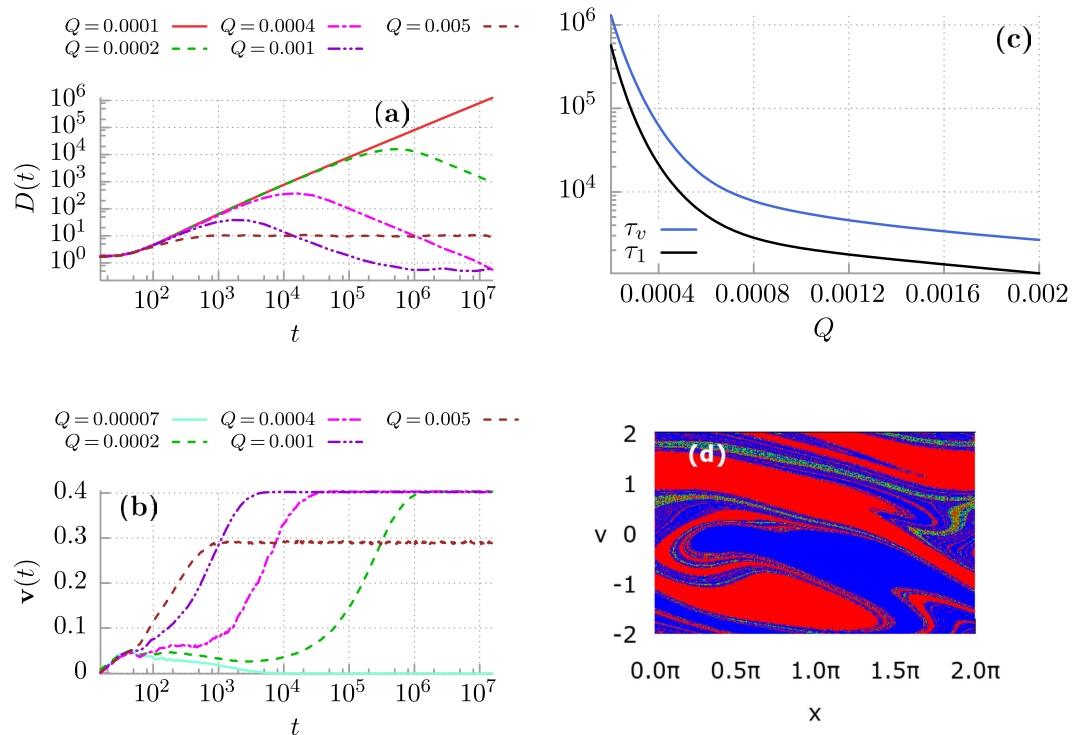 Q = 0.0001 Q = 0.0004 Q = 0.005
Q = 0.0002 Q = 0.001
(a)
D(t)
10^6
10^5
10^4
10^3
10^2
10^1
10^0
10^2 10^3 10^4 10^5 10^6 10^7
t
(c)
10^6
10^5
10^4
τ_v
τ_1
0.0004 0.0008 0.0012 0.0016 0.002
Q
Q = 0.00007 Q = 0.0004 Q = 0.005
Q = 0.0002 Q = 0.001
(b)
v(t)
0.4
0.3
0.2
0.1
0
10^2 10^3 10^4 10^5 10^6 10^7
t
(d)
v
2
1
0
-1
-2
0.0π 0.5π 1.0π 1.5π 2.0π
x